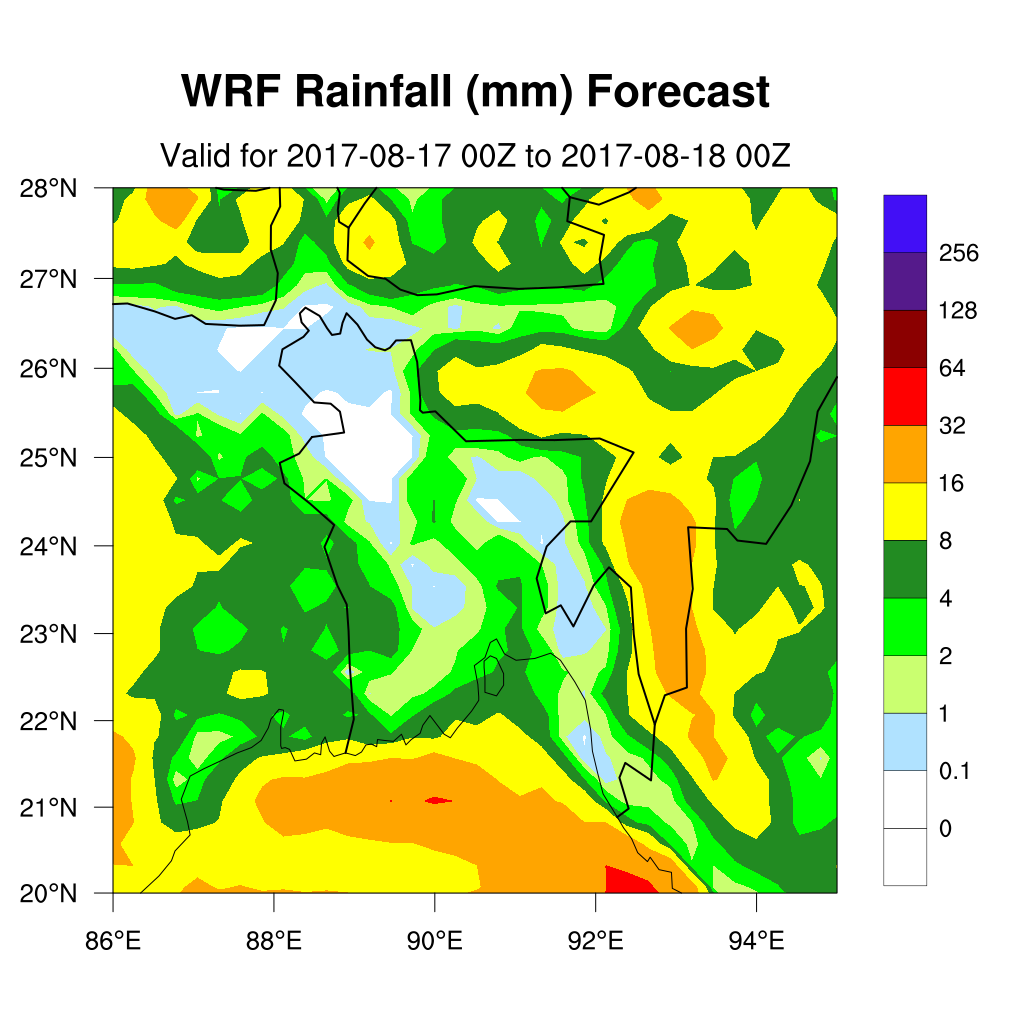 WRF Rainfall (mm) Forecast
Valid for 2017-08-17 00Z to 2017-08-18 00Z
28°N
27°N
26°N
25°N
24°N
23°N
22°N
21°N
20°N
86°E 88°E 90°E 92°E 94°E
256
128
64
32
16
8
4
2
1
0.1
0